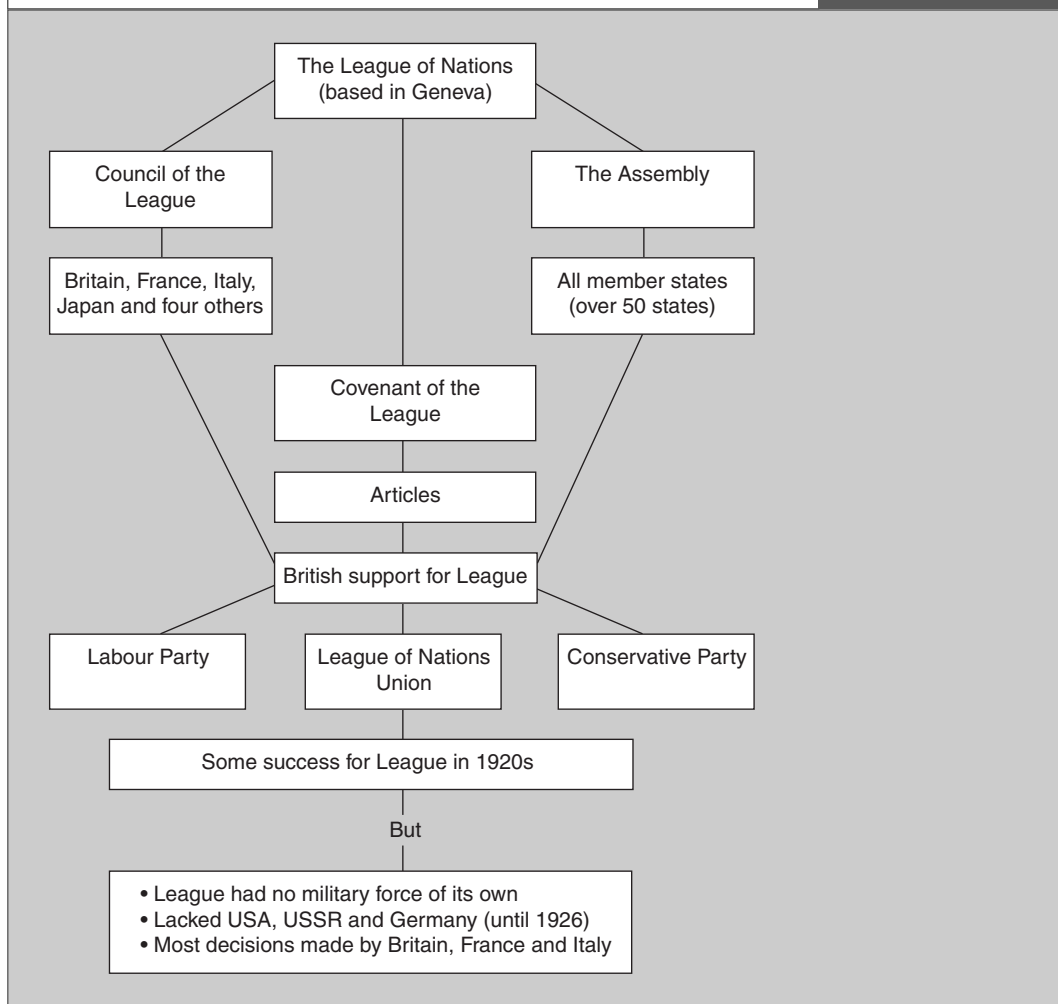 The League of Nations
(based in Geneva)
Council of the
League
The Assembly
Britain, France, Italy,
Japan and four others
All member states
(over 50 states)
Covenant of the
League
Articles
British support for League
Labour Party
League of Nations
Union
Conservative Party
Some success for League in 1920s
But
• League had no military force of its own
• Lacked USA, USSR and Germany (until 1926)
• Most decisions made by Britain, France and Italy